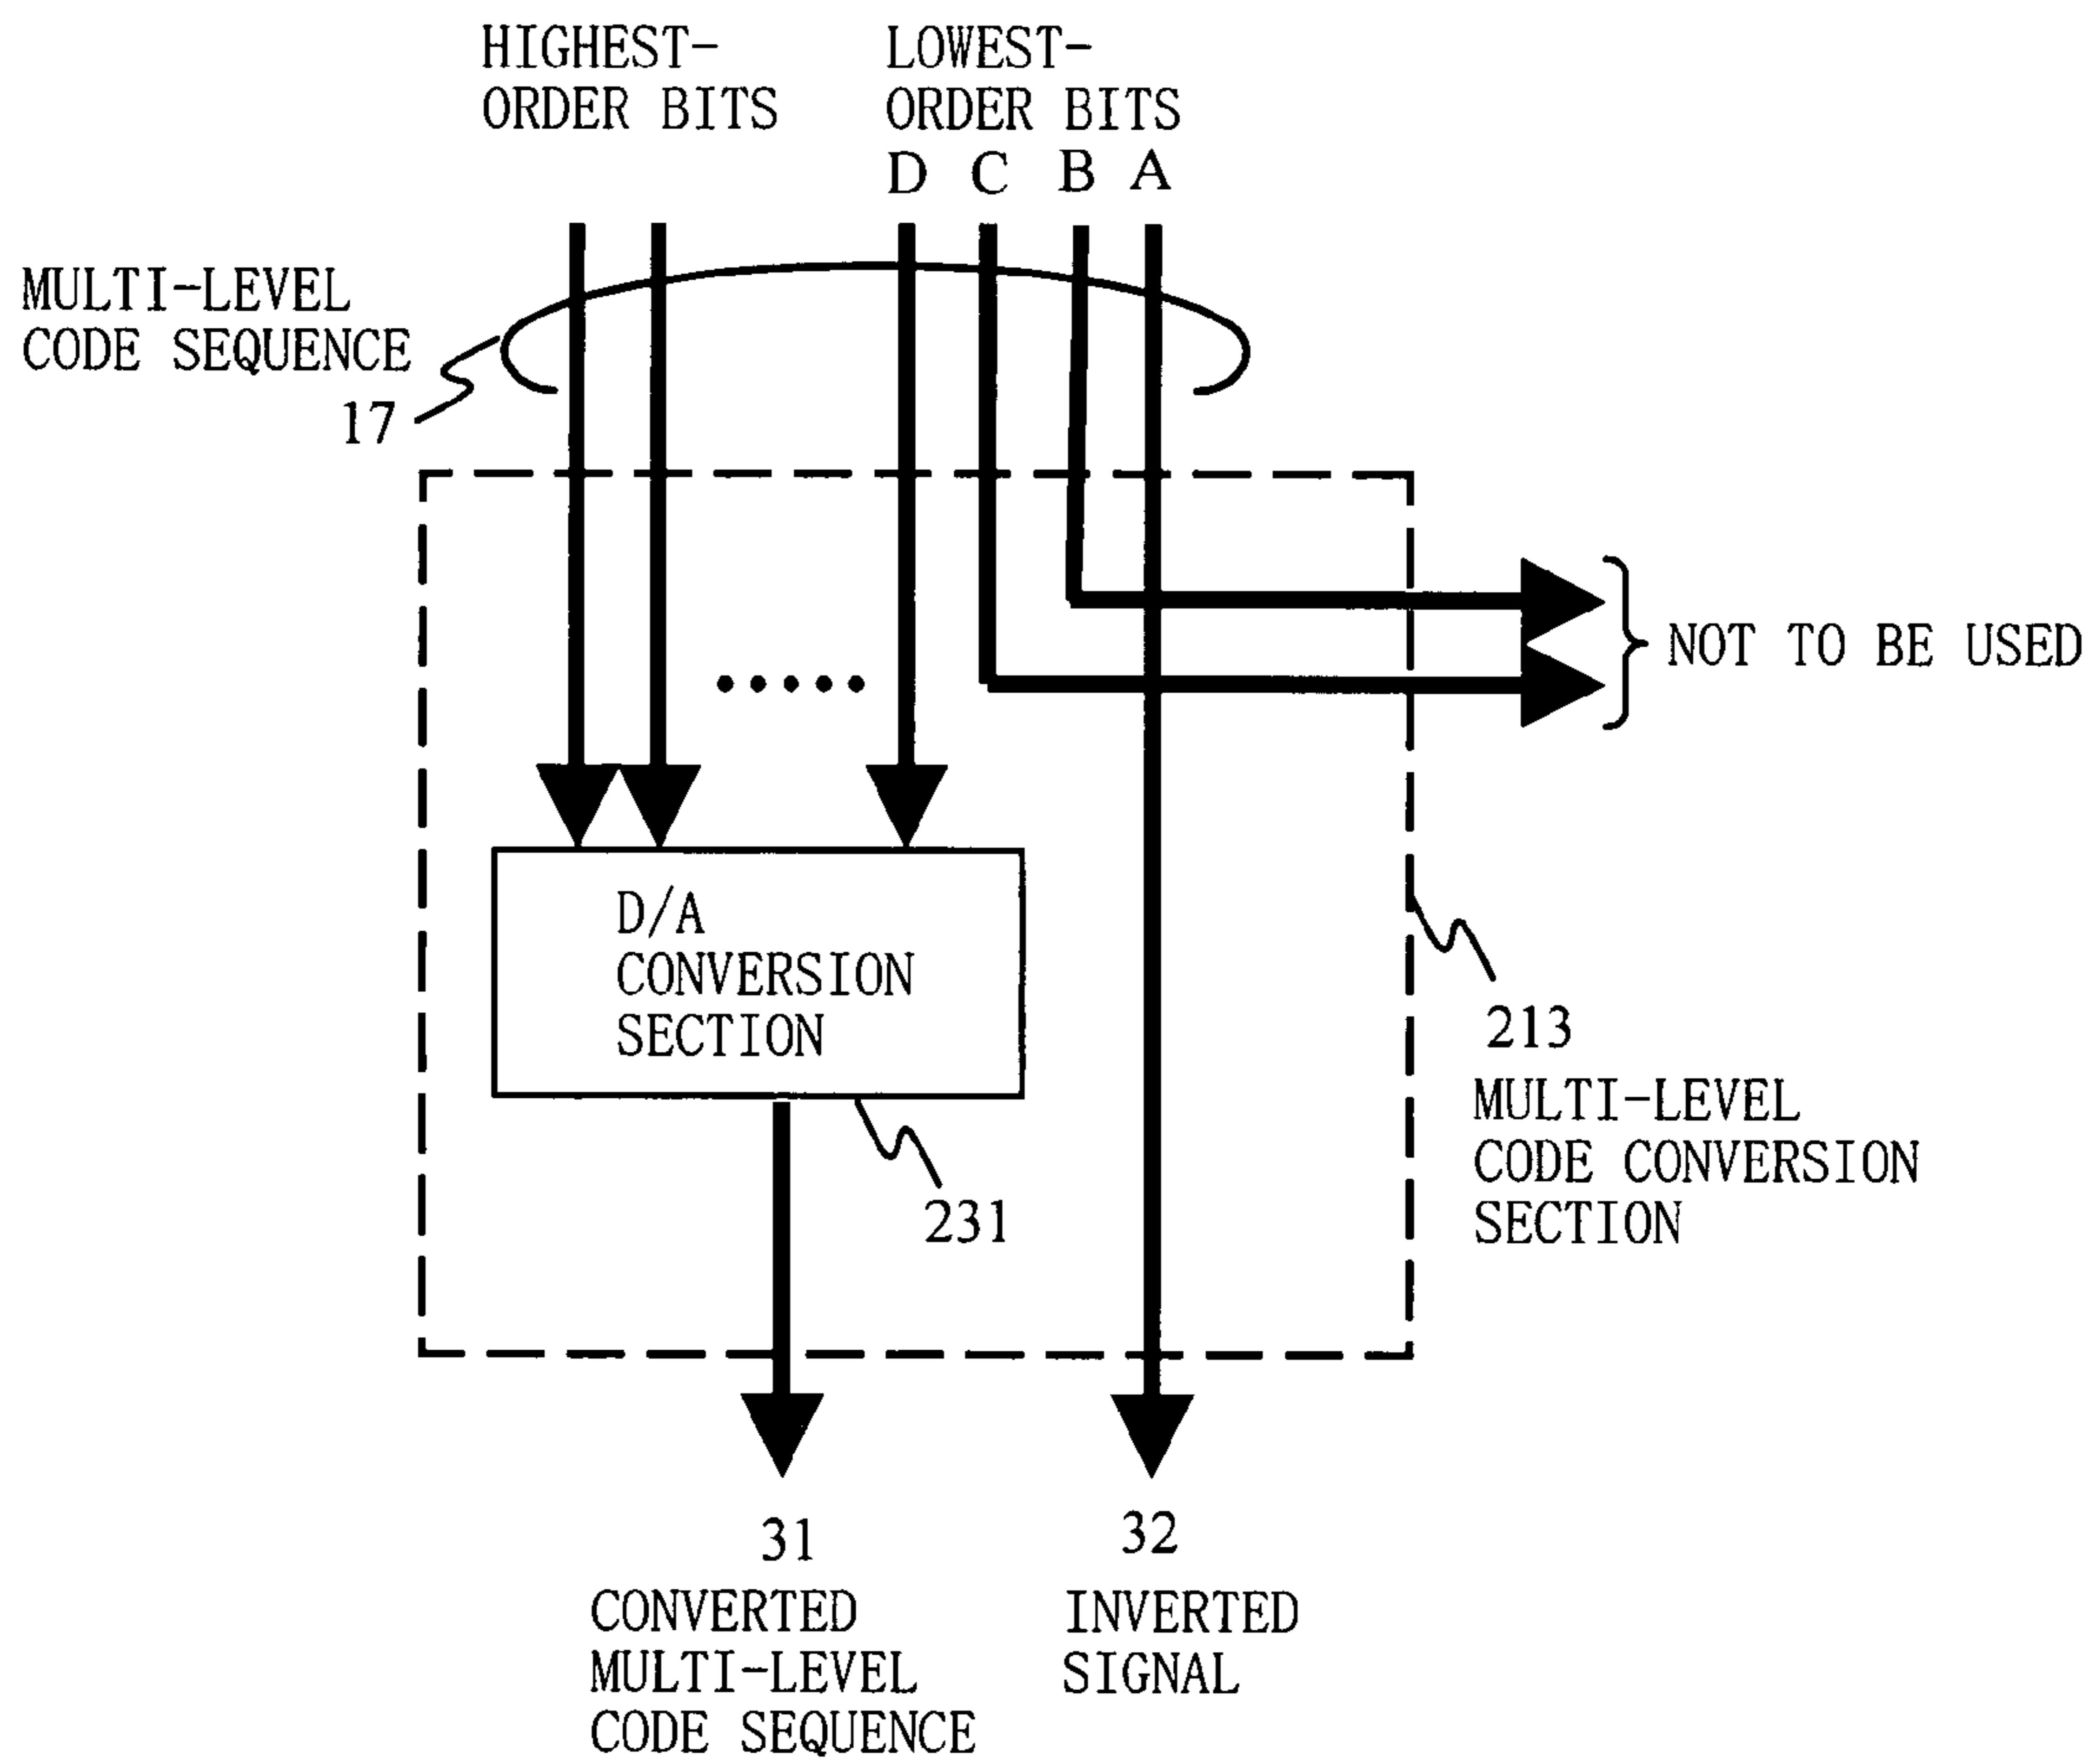 HIGHEST-
ORDER BITS
LOWEST-
ORDER BITS
D C B A
MULTI-LEVEL
CODE SEQUENCE
17
NOT TO BE USED
D/A
CONVERSION
SECTION
231
213
MULTI-LEVEL
CODE CONVERSION
SECTION
31
CONVERTED
MULTI-LEVEL
CODE SEQUENCE
32
INVERTED
SIGNAL